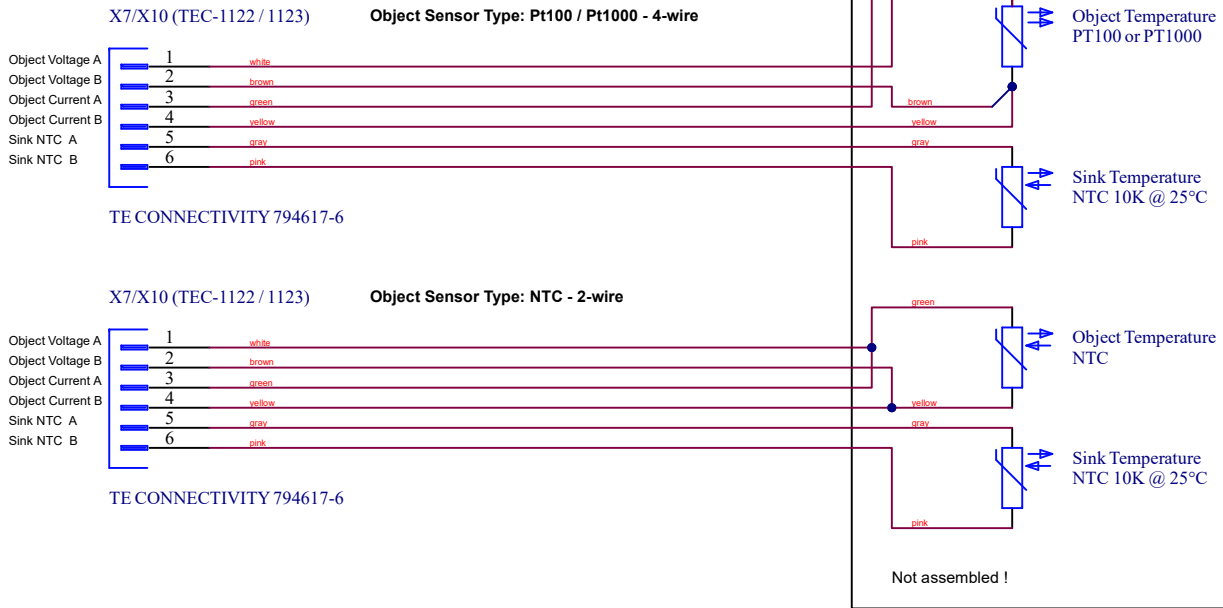 X7/X10 (TEC-1122 / 1123)
Object Sensor Type: Pt100 / Pt1000 - 4-wire
Object Temperature
PT100 or PT1000
Object Voltage A 1 white
Object Voltage B 2 brown
Object Current A 3 green brown
Object Current B 4 yellow
Sink NTC A 5 gray gray
Sink NTC B 6 pink
Sink Temperature
NTC 10K @ 25°C
pink
TE CONNECTIVITY 794617-6
X7/X10 (TEC-1122 / 1123)
Object Sensor Type: NTC - 2-wire
green
Object Voltage A 1 white
Object Voltage B 2 brown
Object Current A 3 green
Object Current B 4 yellow yellow
Sink NTC A 5 gray gray
Sink NTC B 6 pink
Object Temperature
NTC
Sink Temperature
NTC 10K @ 25°C
pink
TE CONNECTIVITY 794617-6
Not assembled !